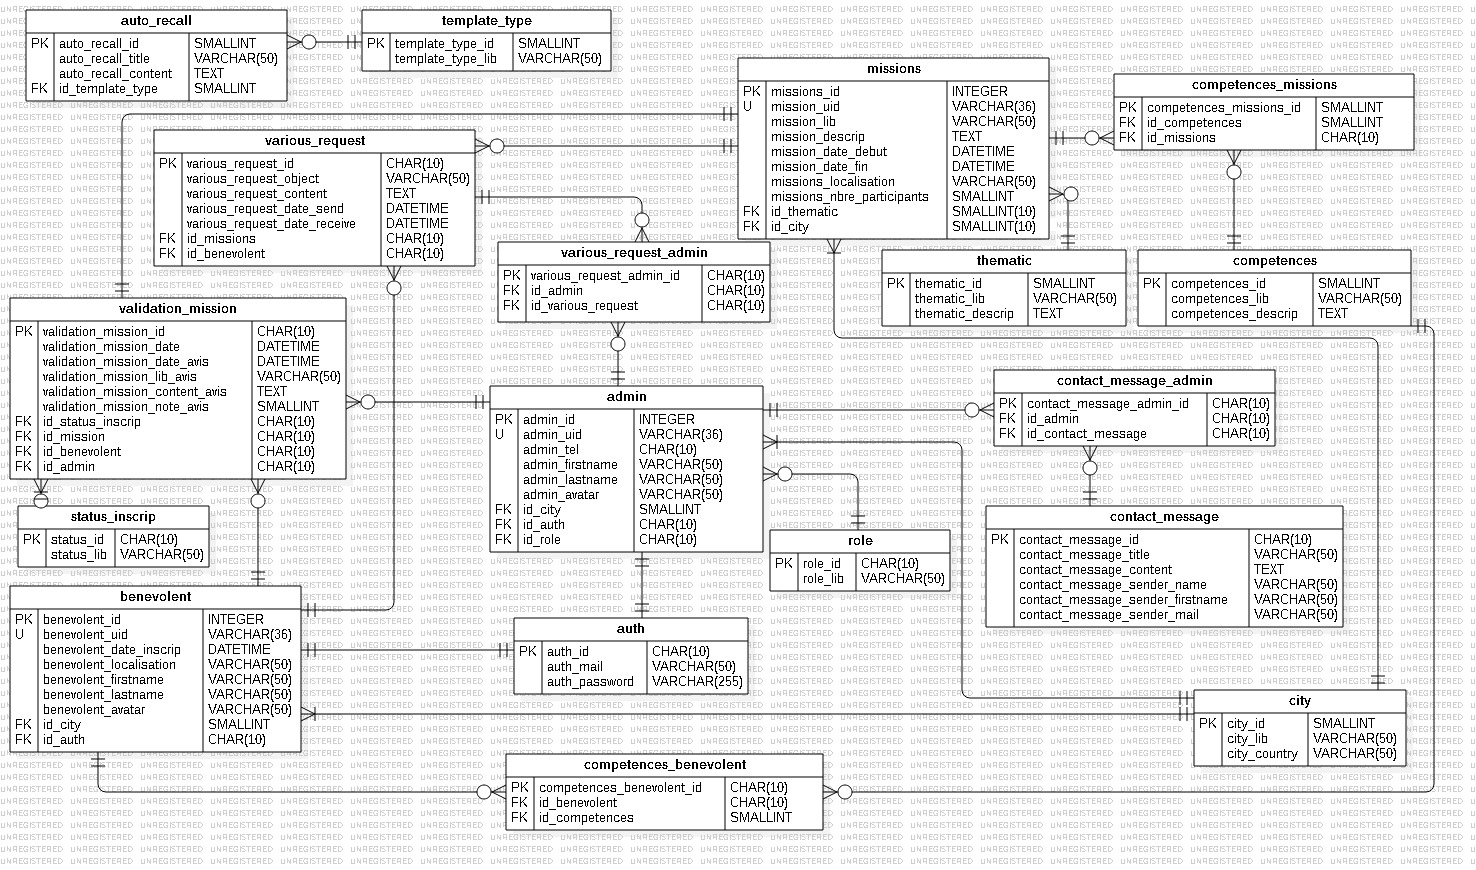 auto_recall
PK auto_recall_id SMALLINT
auto_recall_title VARCHAR(50)
auto_recall_content TEXT
FK id_template_type SMALLINT
template_type
PK template_type_id SMALLINT
template_type_lib VARCHAR(50)
missions
PK missions_id INTEGER
U missions_uid VARCHAR(36)
mission_lib VARCHAR(50)
mission_descrip TEXT
mission_date_debut DATETIME
mission_date_fin DATETIME
missions_localisation VARCHAR(50)
missions_nbre_participants SMALLINT
FK id_thematic SMALLINT(10)
FK id_city SMALLINT(10)
competences_missions
PK competences_missions_id SMALLINT
FK id_competences SMALLINT
FK id_missions CHAR(10)
various_request
PK various_request_id CHAR(10)
various_request_object VARCHAR(50)
various_request_content TEXT
various_request_date_send DATETIME
various_request_date_receive DATETIME
FK id_missions CHAR(10)
FK id_benevolent CHAR(10)
various_request_admin
PK various_request_admin_id CHAR(10)
FK id_admin CHAR(10)
FK id_various_request CHAR(10)
thematic
PK thematic_id SMALLINT
thematic_lib VARCHAR(50)
thematic_descrip TEXT
competences
PK competences_id SMALLINT
competences_lib VARCHAR(50)
competences_descrip TEXT
validation_mission
PK validation_mission_id CHAR(10)
validation_mission_date DATETIME
validation_mission_date_avis DATETIME
validation_mission_lib_avis VARCHAR(50)
validation_mission_content_avis TEXT
validation_mission_note_avis SMALLINT
FK id_status_inscrip CHAR(10)
FK id_mission CHAR(10)
FK id_benevolent CHAR(10)
FK id_admin CHAR(10)
admin
PK admin_id INTEGER
U admin_uid VARCHAR(36)
admin_tel CHAR(10)
admin_firstname VARCHAR(50)
admin_lastname VARCHAR(50)
admin_avatar VARCHAR(50)
FK id_city SMALLINT
FK id_auth CHAR(10)
FK id_role CHAR(10)
contact_message_admin
PK contact_message_admin_id CHAR(10)
FK id_admin CHAR(10)
FK id_contact_message CHAR(10)
status_inscrip
PK status_id CHAR(10)
status_lib VARCHAR(50)
role
PK role_id CHAR(10)
role_lib VARCHAR(50)
contact_message
PK contact_message_id CHAR(10)
contact_message_title VARCHAR(50)
contact_message_content TEXT
contact_message_sender_name VARCHAR(50)
contact_message_sender_firstname VARCHAR(50)
contact_message_sender_mail VARCHAR(50)
benevolent
PK benevolent_id INTEGER
U benevolent_uid VARCHAR(36)
benevolent_date_inscrip DATETIME
benevolent_localisation VARCHAR(50)
benevolent_firstname VARCHAR(50)
benevolent_lastname VARCHAR(50)
benevolent_avatar VARCHAR(50)
FK id_city SMALLINT
FK id_auth CHAR(10)
auth
PK auth_id CHAR(10)
auth_mail VARCHAR(50)
auth_password VARCHAR(255)
city
PK city_id SMALLINT
city_lib VARCHAR(50)
city_country VARCHAR(50)
competences_benevolent
PK competences_benevolent_id CHAR(10)
FK id_benevolent CHAR(10)
FK id_competences SMALLINT
UNREGISTERED